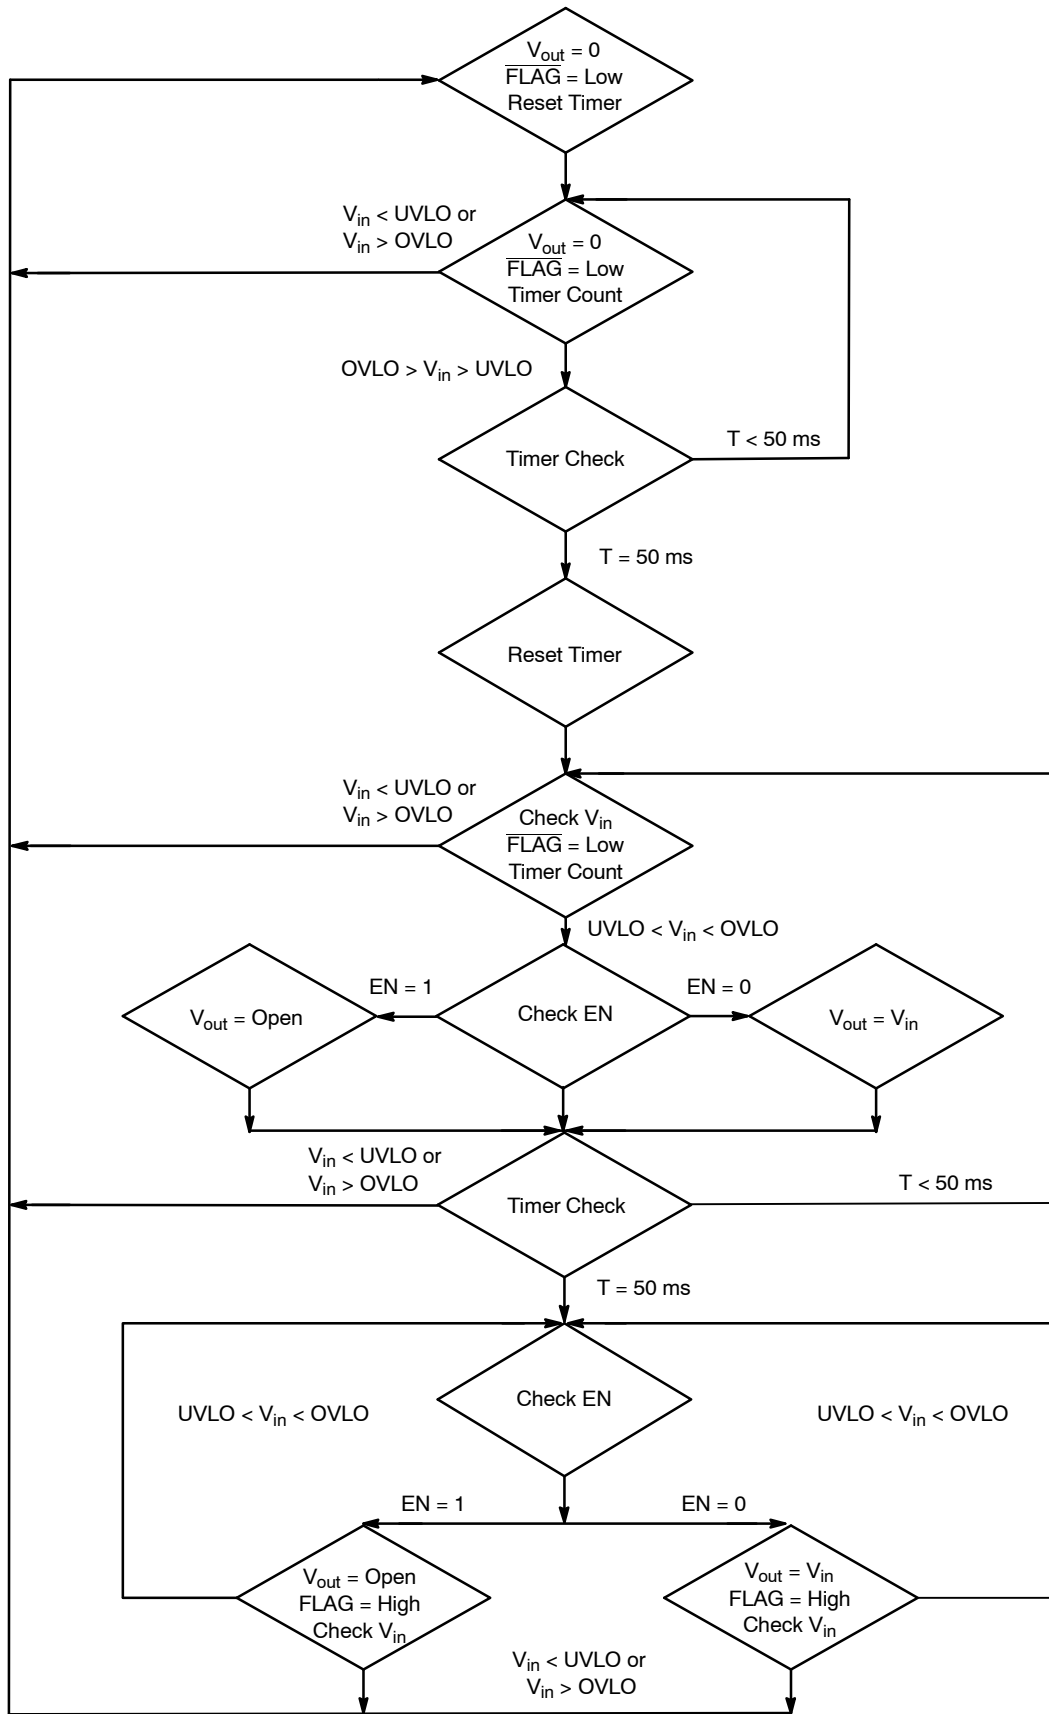 Vout = 0
FLAG = Low
Reset Timer
Vin < UVLO or
Vin > OVLO
Vout = 0
FLAG = Low
Timer Count
OVLO > Vin > UVLO
Timer Check
T < 50 ms
T = 50 ms
Reset Timer
Vin < UVLO or
Vin > OVLO
Check Vin
FLAG = Low
Timer Count
UVLO < Vin < OVLO
Vout = Open
EN = 1
Check EN
EN = 0
Vout = Vin
Vin < UVLO or
Vin > OVLO
Timer Check
T < 50 ms
T = 50 ms
Check EN
UVLO < Vin < OVLO
UVLO < Vin < OVLO
EN = 1
EN = 0
Vout = Open
FLAG = High
Check Vin
Vout = Vin
FLAG = High
Check Vin
Vin < UVLO or
Vin > OVLO